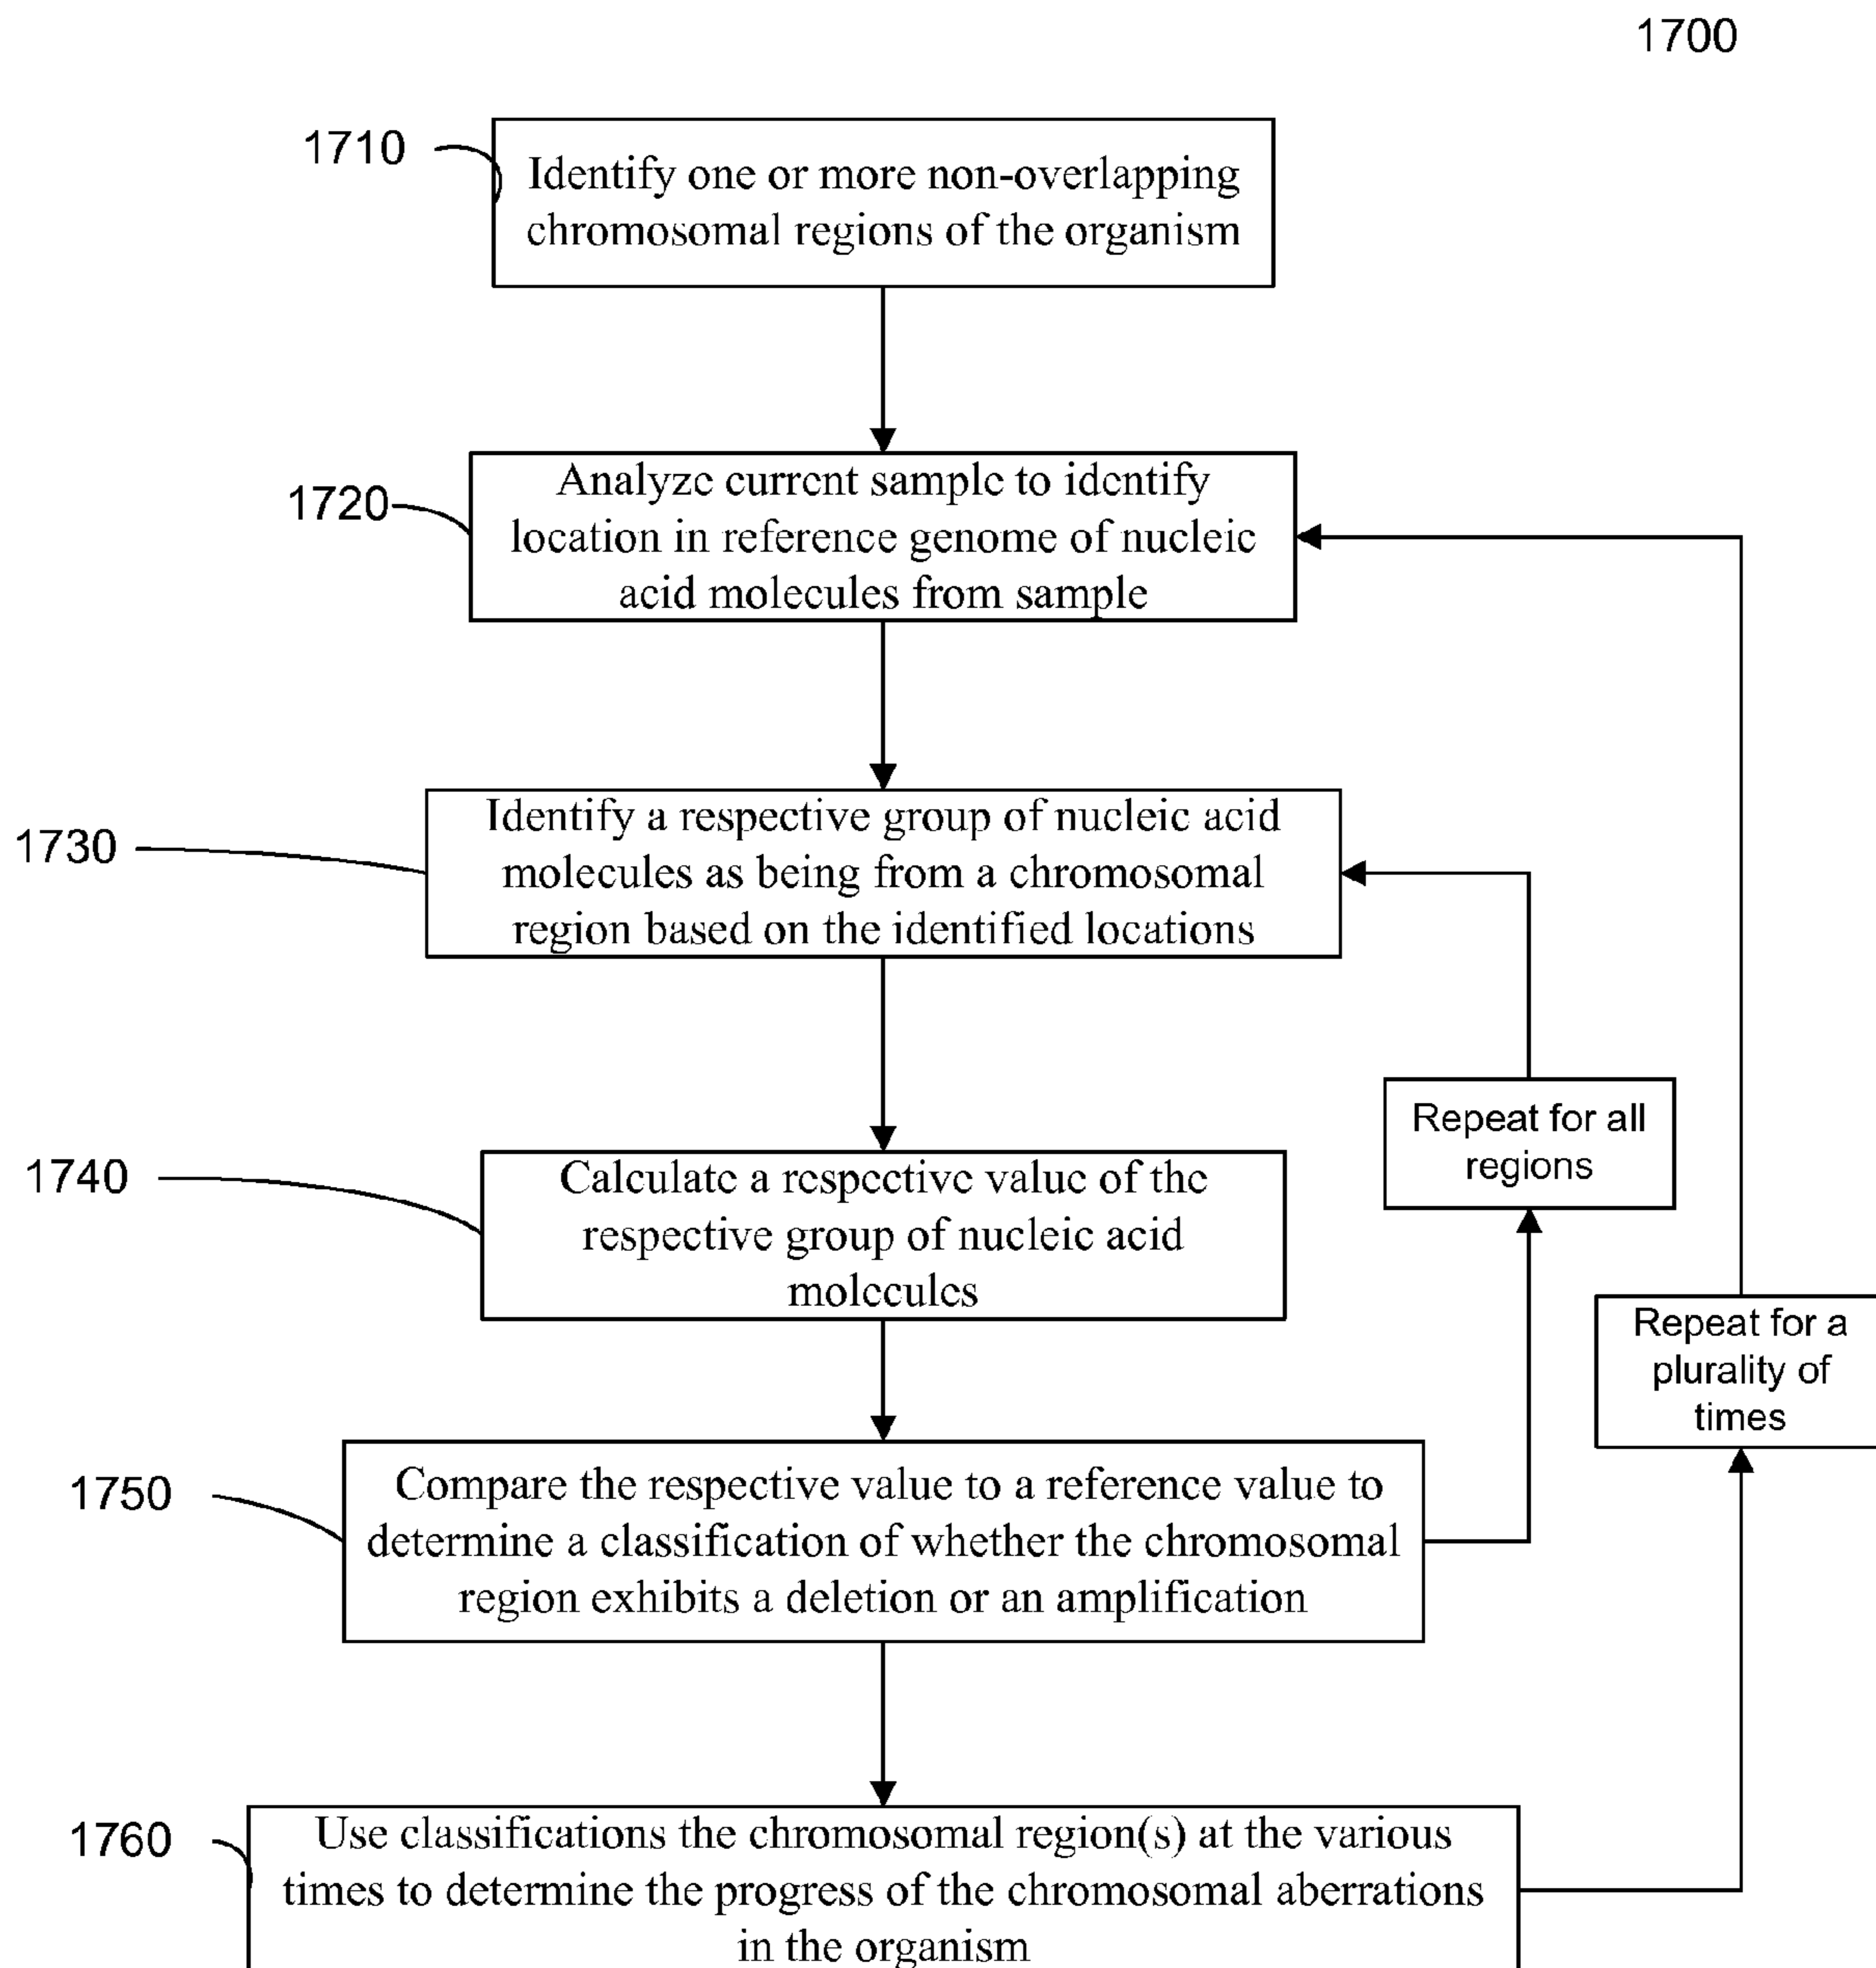 1700
1710
Identify one or more non-overlapping
chromosomal regions of the organism
1720
Analyze current sample to identify
location in reference genome of nucleic
acid molecules from sample
1730
Identify a respective group of nucleic acid
molecules as being from a chromosomal
region based on the identified locations
Repeat for all
regions
1740
Calculate a respective value of the
respective group of nucleic acid
molecules
Repeat for a
plurality of
times
1750
Compare the respective value to a reference value to
determine a classification of whether the chromosomal
region exhibits a deletion or an amplification
1760
Use classifications the chromosomal region(s) at the various
times to determine the progress of the chromosomal aberrations
in the organism